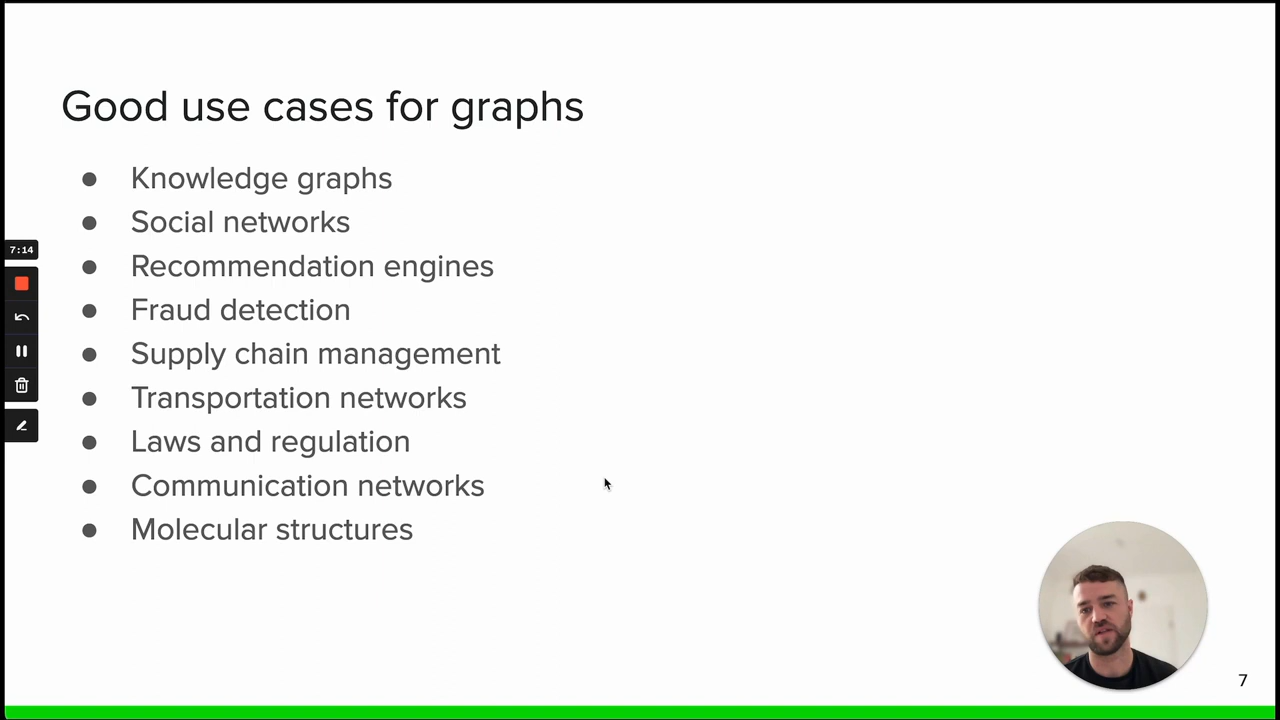 Good use cases for graphs
● Knowledge graphs
● Social networks
● Recommendation engines
● Fraud detection
● Supply chain management
7:14
● Transportation networks
● Laws and regulation
● Communication networks
● Molecular structures
7